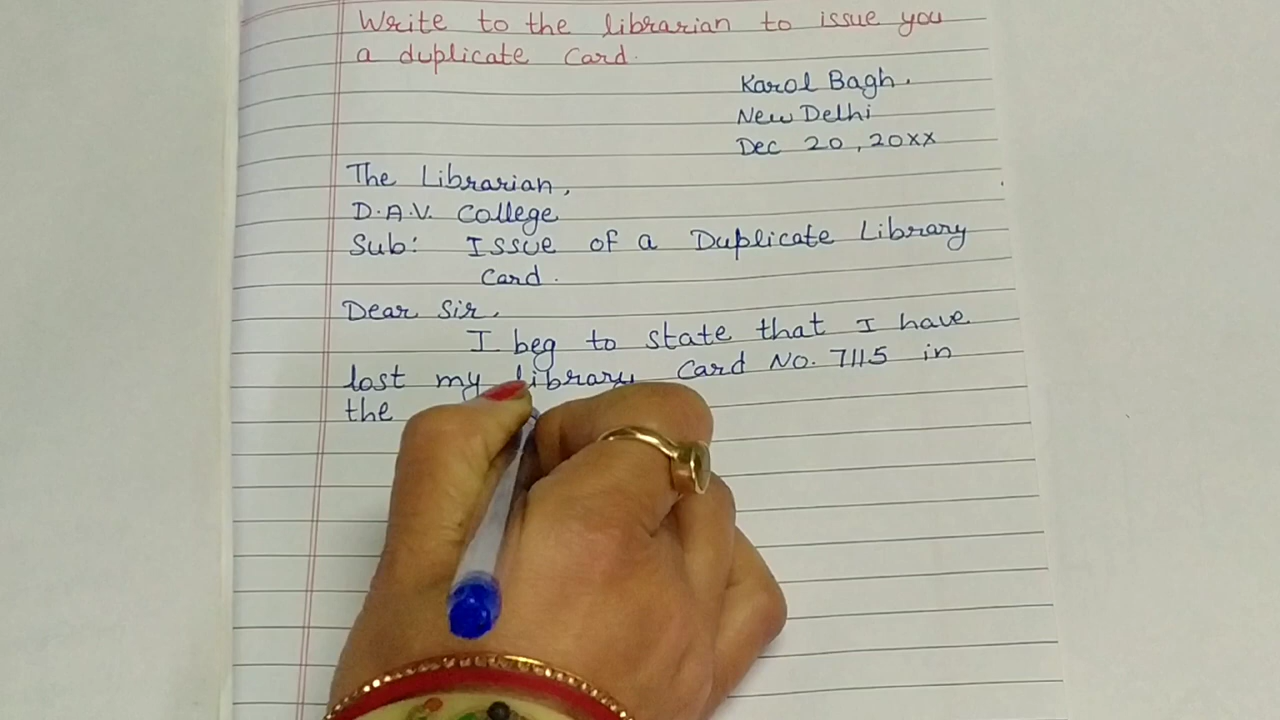 Write to the librarian to issue you
a duplicate card.
Karol Bagh.
New Delhi
Dec 20, 20xx
The Librarian,
D.A.V. College
Sub: Issue of a Duplicate Library
Card.
Dear Sir,
I beg to state that I have
lost my library card No. 7115 in
the